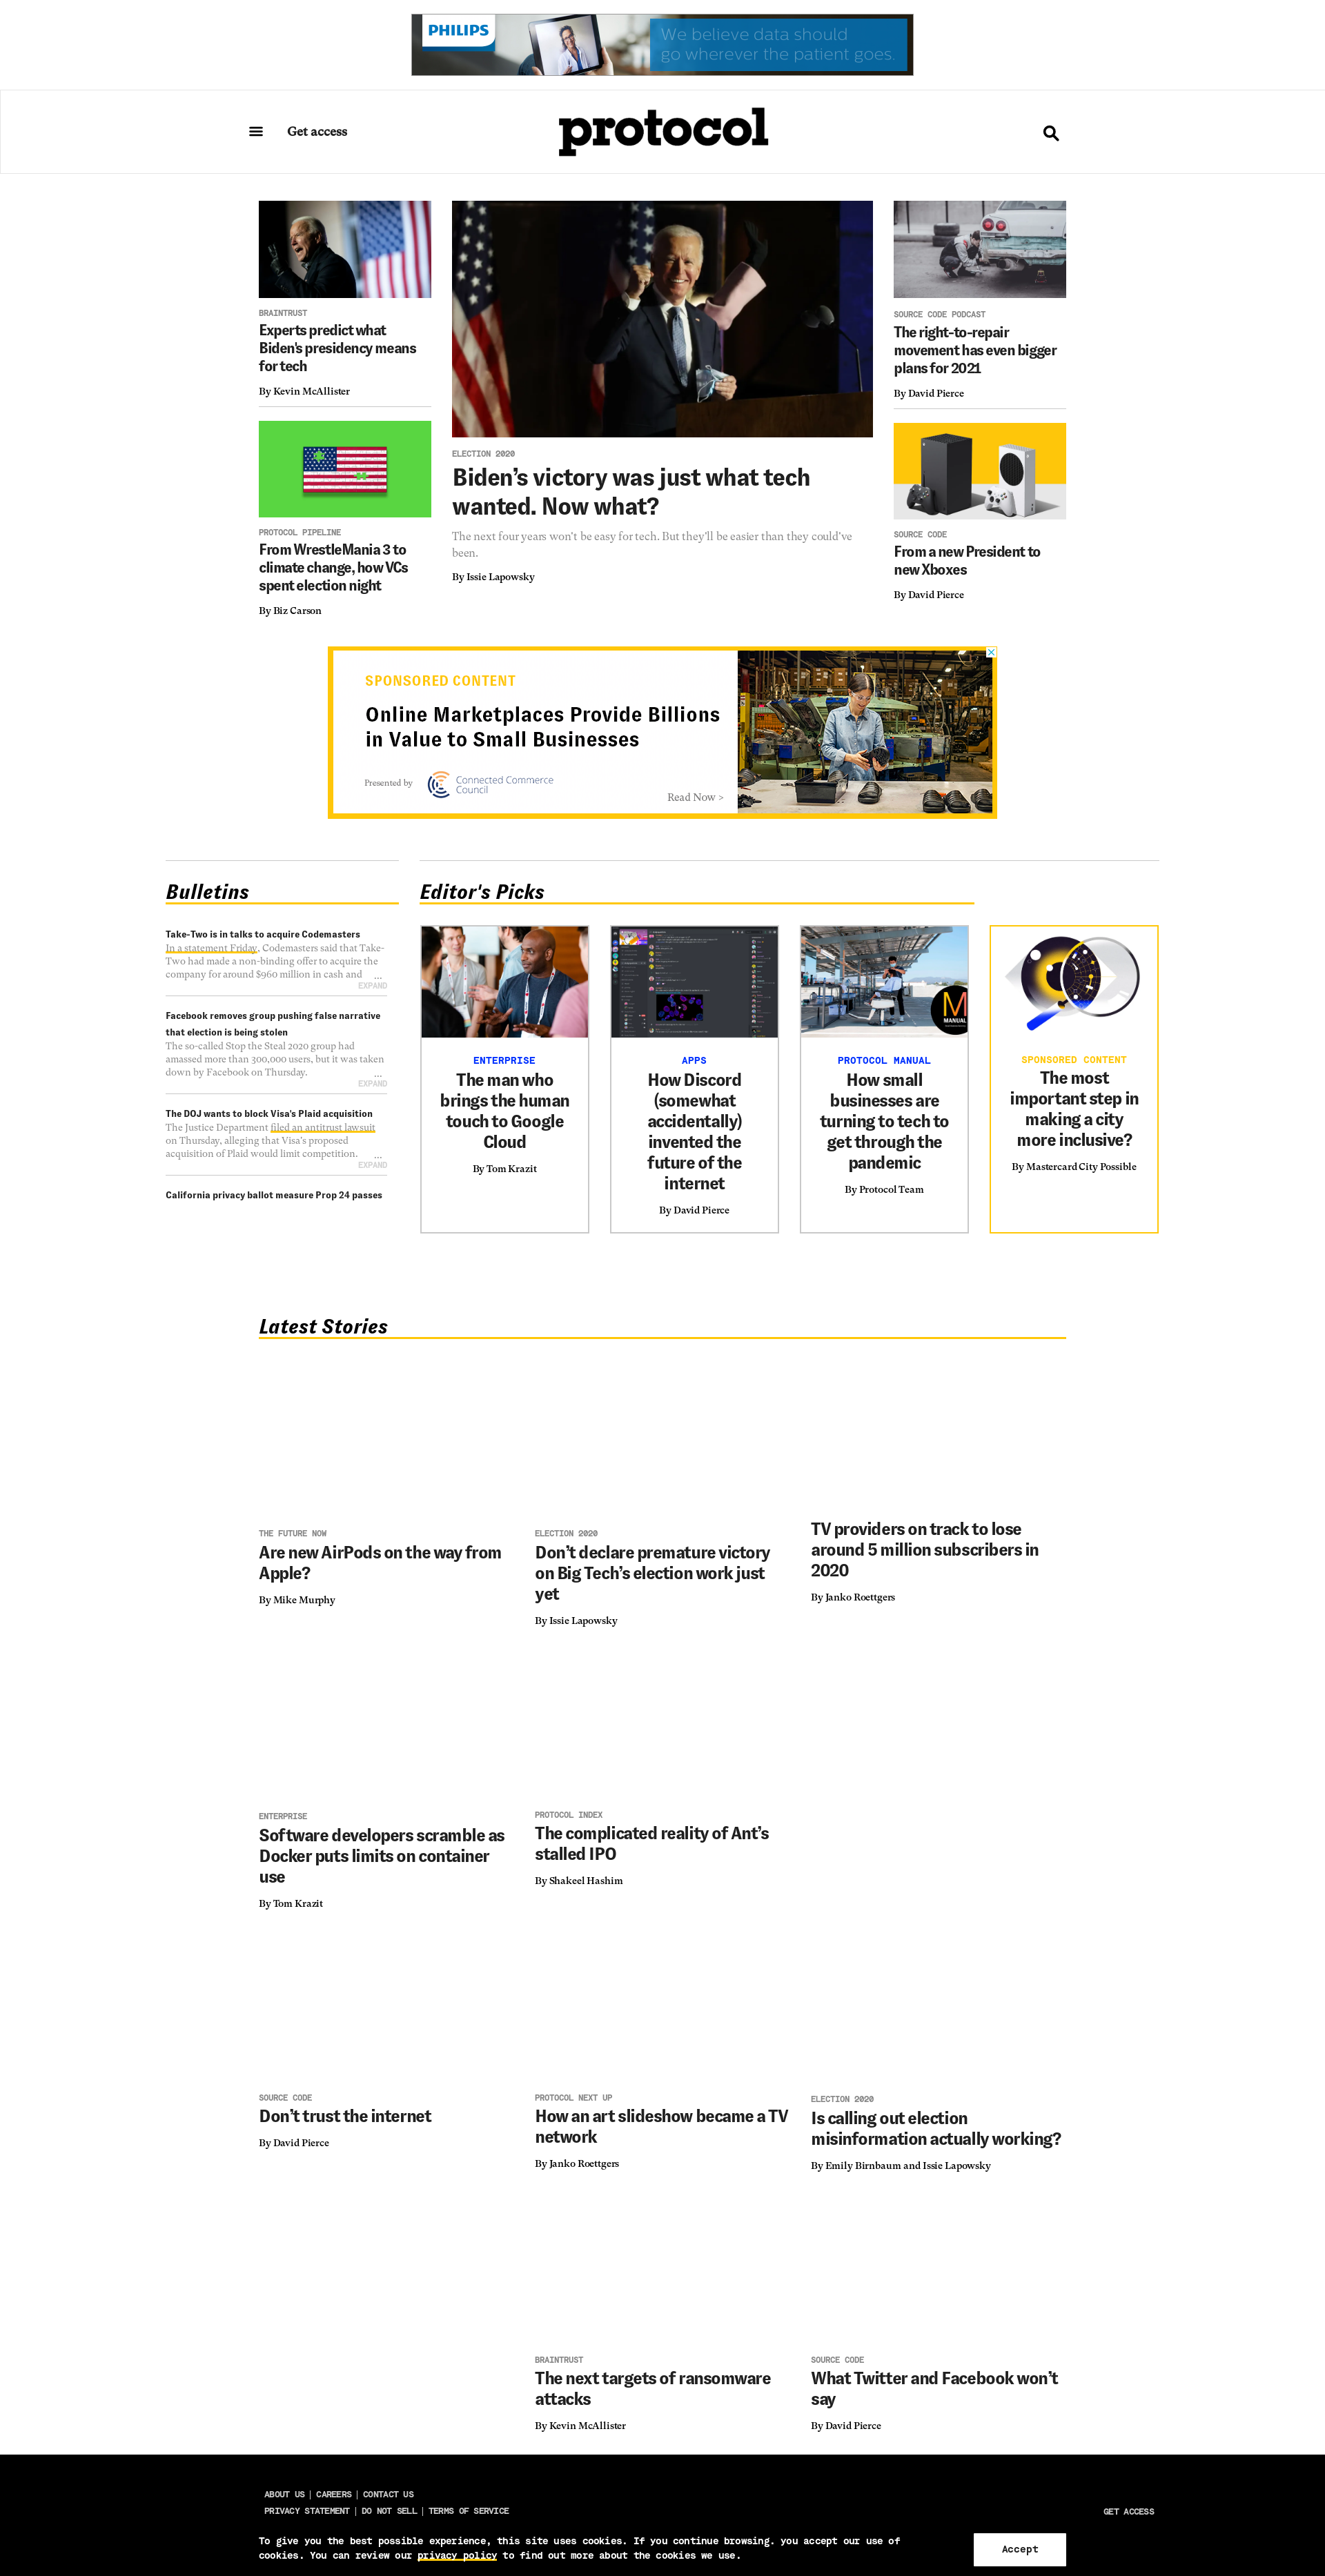 PHILIPS
We believe data should
go wherever the patient goes.
Get access
protocol
BRAINTRUST
Experts predict what
Biden's presidency means
for tech
By Kevin McAllister
PROTOCOL PIPELINE
From WrestleMania 3 to
climate change, how VCs
spent election night
By Biz Carson
ELECTION 2020
Biden’s victory was just what tech
wanted. Now what?
The next four years won't be easy for tech. But they'll be easier than they could've
been.
By Issie Lapowsky
SOURCE CODE PODCAST
The right-to-repair
movement has even bigger
plans for 2021
By David Pierce
SOURCE CODE
From a new President to
new Xboxes
By David Pierce
SPONSORED CONTENT
Online Marketplaces Provide Billions
in Value to Small Businesses
Presented by
Connected Commerce
Council
Read Now >
Bulletins
Take-Two is in talks to acquire Codemasters
In a statement Friday, Codemasters said that Take-
Two had made a non-binding offer to acquire the
company for around $960 million in cash and ...
EXPAND
Facebook removes group pushing false narrative
that election is being stolen
The so-called Stop the Steal 2020 group had
amassed more than 300,000 users, but it was taken
down by Facebook on Thursday. ...
EXPAND
The DOJ wants to block Visa's Plaid acquisition
The Justice Department filed an antitrust lawsuit
on Thursday, alleging that Visa's proposed
acquisition of Plaid would limit competition. ...
EXPAND
California privacy ballot measure Prop 24 passes
Editor's Picks
ENTERPRISE
The man who
brings the human
touch to Google
Cloud
By Tom Krazit
APPS
How Discord
(somewhat
accidentally)
invented the
future of the
internet
By David Pierce
M
MANUAL
PROTOCOL MANUAL
How small
businesses are
turning to tech to
get through the
pandemic
By Protocol Team
SPONSORED CONTENT
The most
important step in
making a city
more inclusive?
By Mastercard City Possible
Latest Stories
THE FUTURE NOW
Are new AirPods on the way from
Apple?
By Mike Murphy
ELECTION 2020
Don’t declare premature victory
on Big Tech’s election work just
yet
By Issie Lapowsky
TV providers on track to lose
around 5 million subscribers in
2020
By Janko Roettgers
ENTERPRISE
Software developers scramble as
Docker puts limits on container
use
By Tom Krazit
PROTOCOL INDEX
The complicated reality of Ant’s
stalled IPO
By Shakeel Hashim
SOURCE CODE
Don’t trust the internet
By David Pierce
PROTOCOL NEXT UP
How an art slideshow became a TV
network
By Janko Roettgers
ELECTION 2020
Is calling out election
misinformation actually working?
By Emily Birnbaum and Issie Lapowsky
BRAINTRUST
The next targets of ransomware
attacks
By Kevin McAllister
SOURCE CODE
What Twitter and Facebook won’t
say
By David Pierce
ABOUT US | CAREERS | CONTACT US
PRIVACY STATEMENT | DO NOT SELL | TERMS OF SERVICE
GET ACCESS
To give you the best possible experience, this site uses cookies. If you continue browsing. you accept our use of
cookies. You can review our privacy policy to find out more about the cookies we use.
Accept